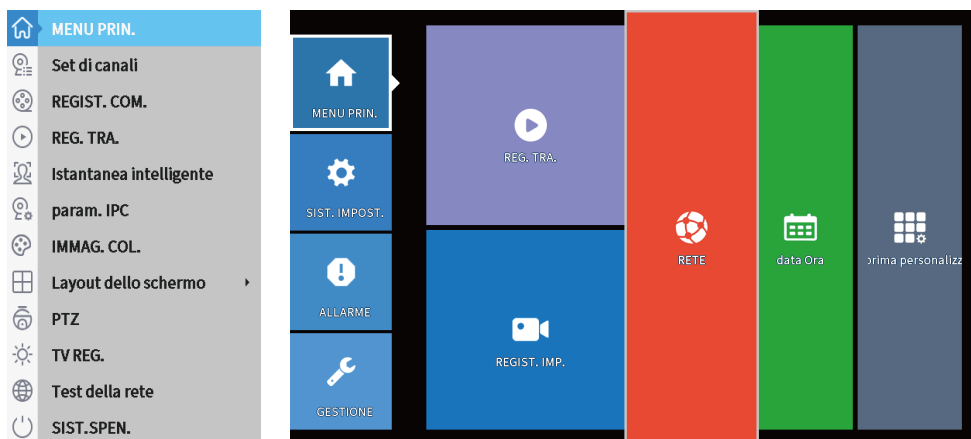 MENU PRIN.
Set di canali
REGIST. COM.
REG. TRA.
Istantanea intelligente
param. IPC
IMMAG. COL.
Layout dello schermo
PTZ
TV REG.
Test della rete
SIST.SPEN.
MENU PRIN.
SIST. IMPOST.
ALLARME
GESTIONE
REG. TRA.
REGIST. IMP.
RETE
data Ora
prima personalizz